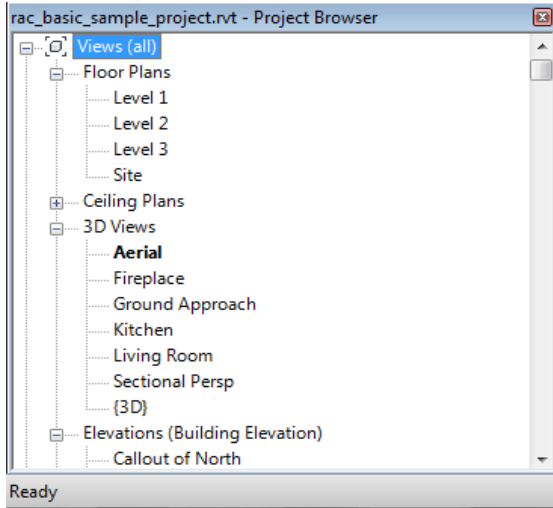 rac_basic_sample_project.rvt - Project Browser
Views (all)
Floor Plans
Level 1
Level 2
Level 3
Site
Ceiling Plans
3D Views
Aerial
Fireplace
Ground Approach
Kitchen
Living Room
Sectional Persp
{3D}
Elevations (Building Elevation)
Callout of North
Ready